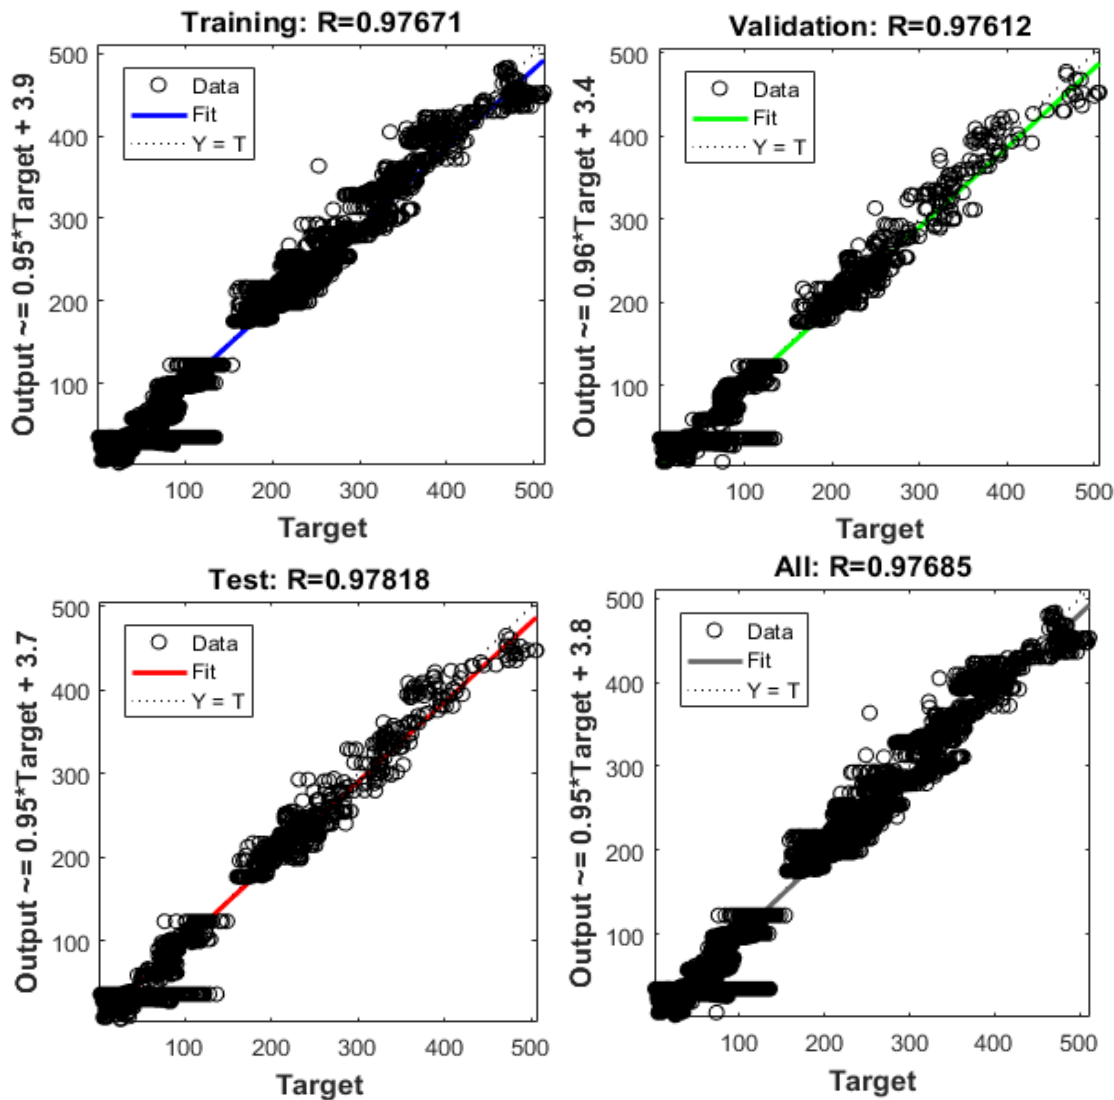 Training: R=0.97671
Output ~= 0.95*Target + 3.9
500
400
300
200
100
Data
Fit
Y = T
100 200 300 400 500
Target
Validation: R=0.97612
Output ~= 0.96*Target + 3.4
500
400
300
200
100
Data
Fit
Y = T
100 200 300 400 500
Target
Test: R=0.97818
Output ~= 0.95*Target + 3.7
500
400
300
200
100
Data
Fit
Y = T
100 200 300 400 500
Target
All: R=0.97685
Output ~= 0.95*Target + 3.8
500
400
300
200
100
Data
Fit
Y = T
100 200 300 400 500
Target